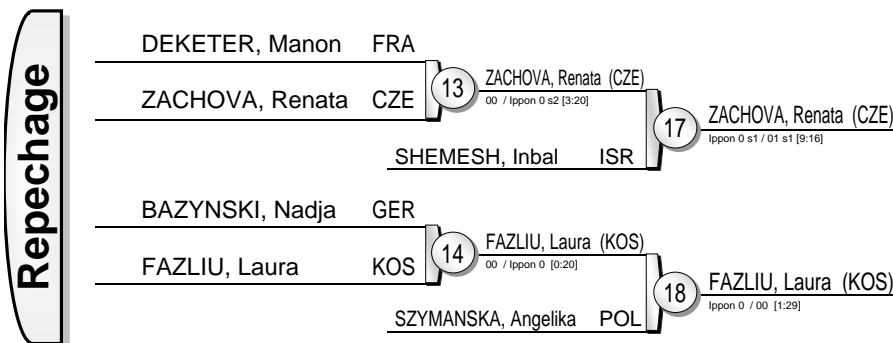 Repechage
DEKETER, Manon FRA
ZACHOVA, Renata CZE
13
ZACHOVA, Renata (CZE)
00 / Ippon 0 s2 [3:20]
SHEMESH, Inbal ISR
17
ZACHOVA, Renata (CZE)
Ippon 0 s1 / 01 s1 [9:16]
BAZYNSKI, Nadja GER
FAZLIU, Laura KOS
14
FAZLIU, Laura (KOS)
00 / Ippon 0 [0:20]
SZYMANSKA, Angelika POL
18
FAZLIU, Laura (KOS)
Ippon 0 / 00 [1:29]